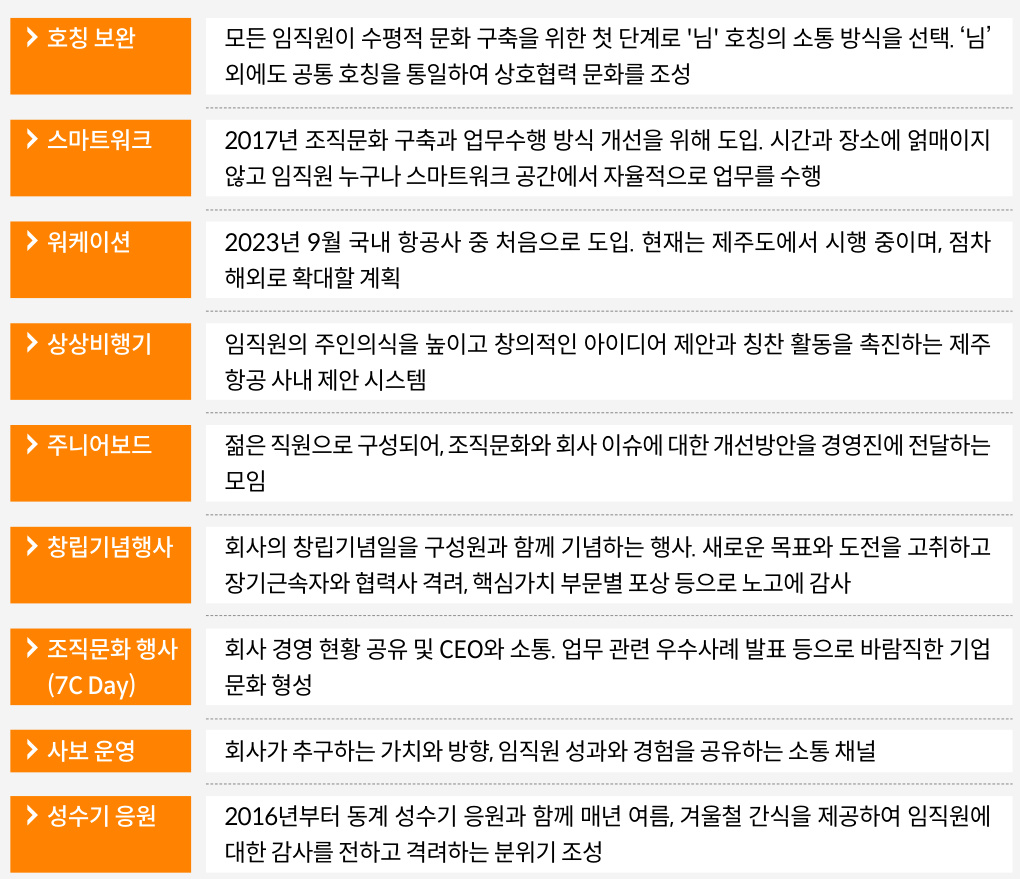 호칭 보완
모든 임직원이 수평적 문화 구축을 위한 첫 단계로 '님' 호칭의 소통 방식을 선택. ‘님’
외에도 공통 호칭을 통일하여 상호협력 문화를 조성
스마트워크
2017년 조직문화 구축과 업무수행 방식 개선을 위해 도입. 시간과 장소에 얽매이지
않고 임직원 누구나 스마트워크 공간에서 자율적으로 업무를 수행
워케이션
2023년 9월 국내 항공사 중 처음으로 도입. 현재는 제주도에서 시행 중이며, 점차
해외로 확대할 계획
상상비행기
임직원의 주인의식을 높이고 창의적인 아이디어 제안과 칭찬 활동을 촉진하는 제주
항공 사내 제안 시스템
주니어보드
젊은 직원으로 구성되어, 조직문화와 회사 이슈에 대한 개선방안을 경영진에 전달하는
모임
창립기념행사
회사의 창립기념일을 구성원과 함께 기념하는 행사. 새로운 목표와 도전을 고취하고
장기근속자와 협력사 격려, 핵심가치 부문별 포상 등으로 노고에 감사
조직문화 행사
(7C Day)
회사 경영 현황 공유 및 CEO와 소통. 업무 관련 우수사례 발표 등으로 바람직한 기업
문화 형성
사보 운영
회사가 추구하는 가치와 방향, 임직원 성과와 경험을 공유하는 소통 채널
성수기 응원
2016년부터 동계 성수기 응원과 함께 매년 여름, 겨울철 간식을 제공하여 임직원에
대한 감사를 전하고 격려하는 분위기 조성